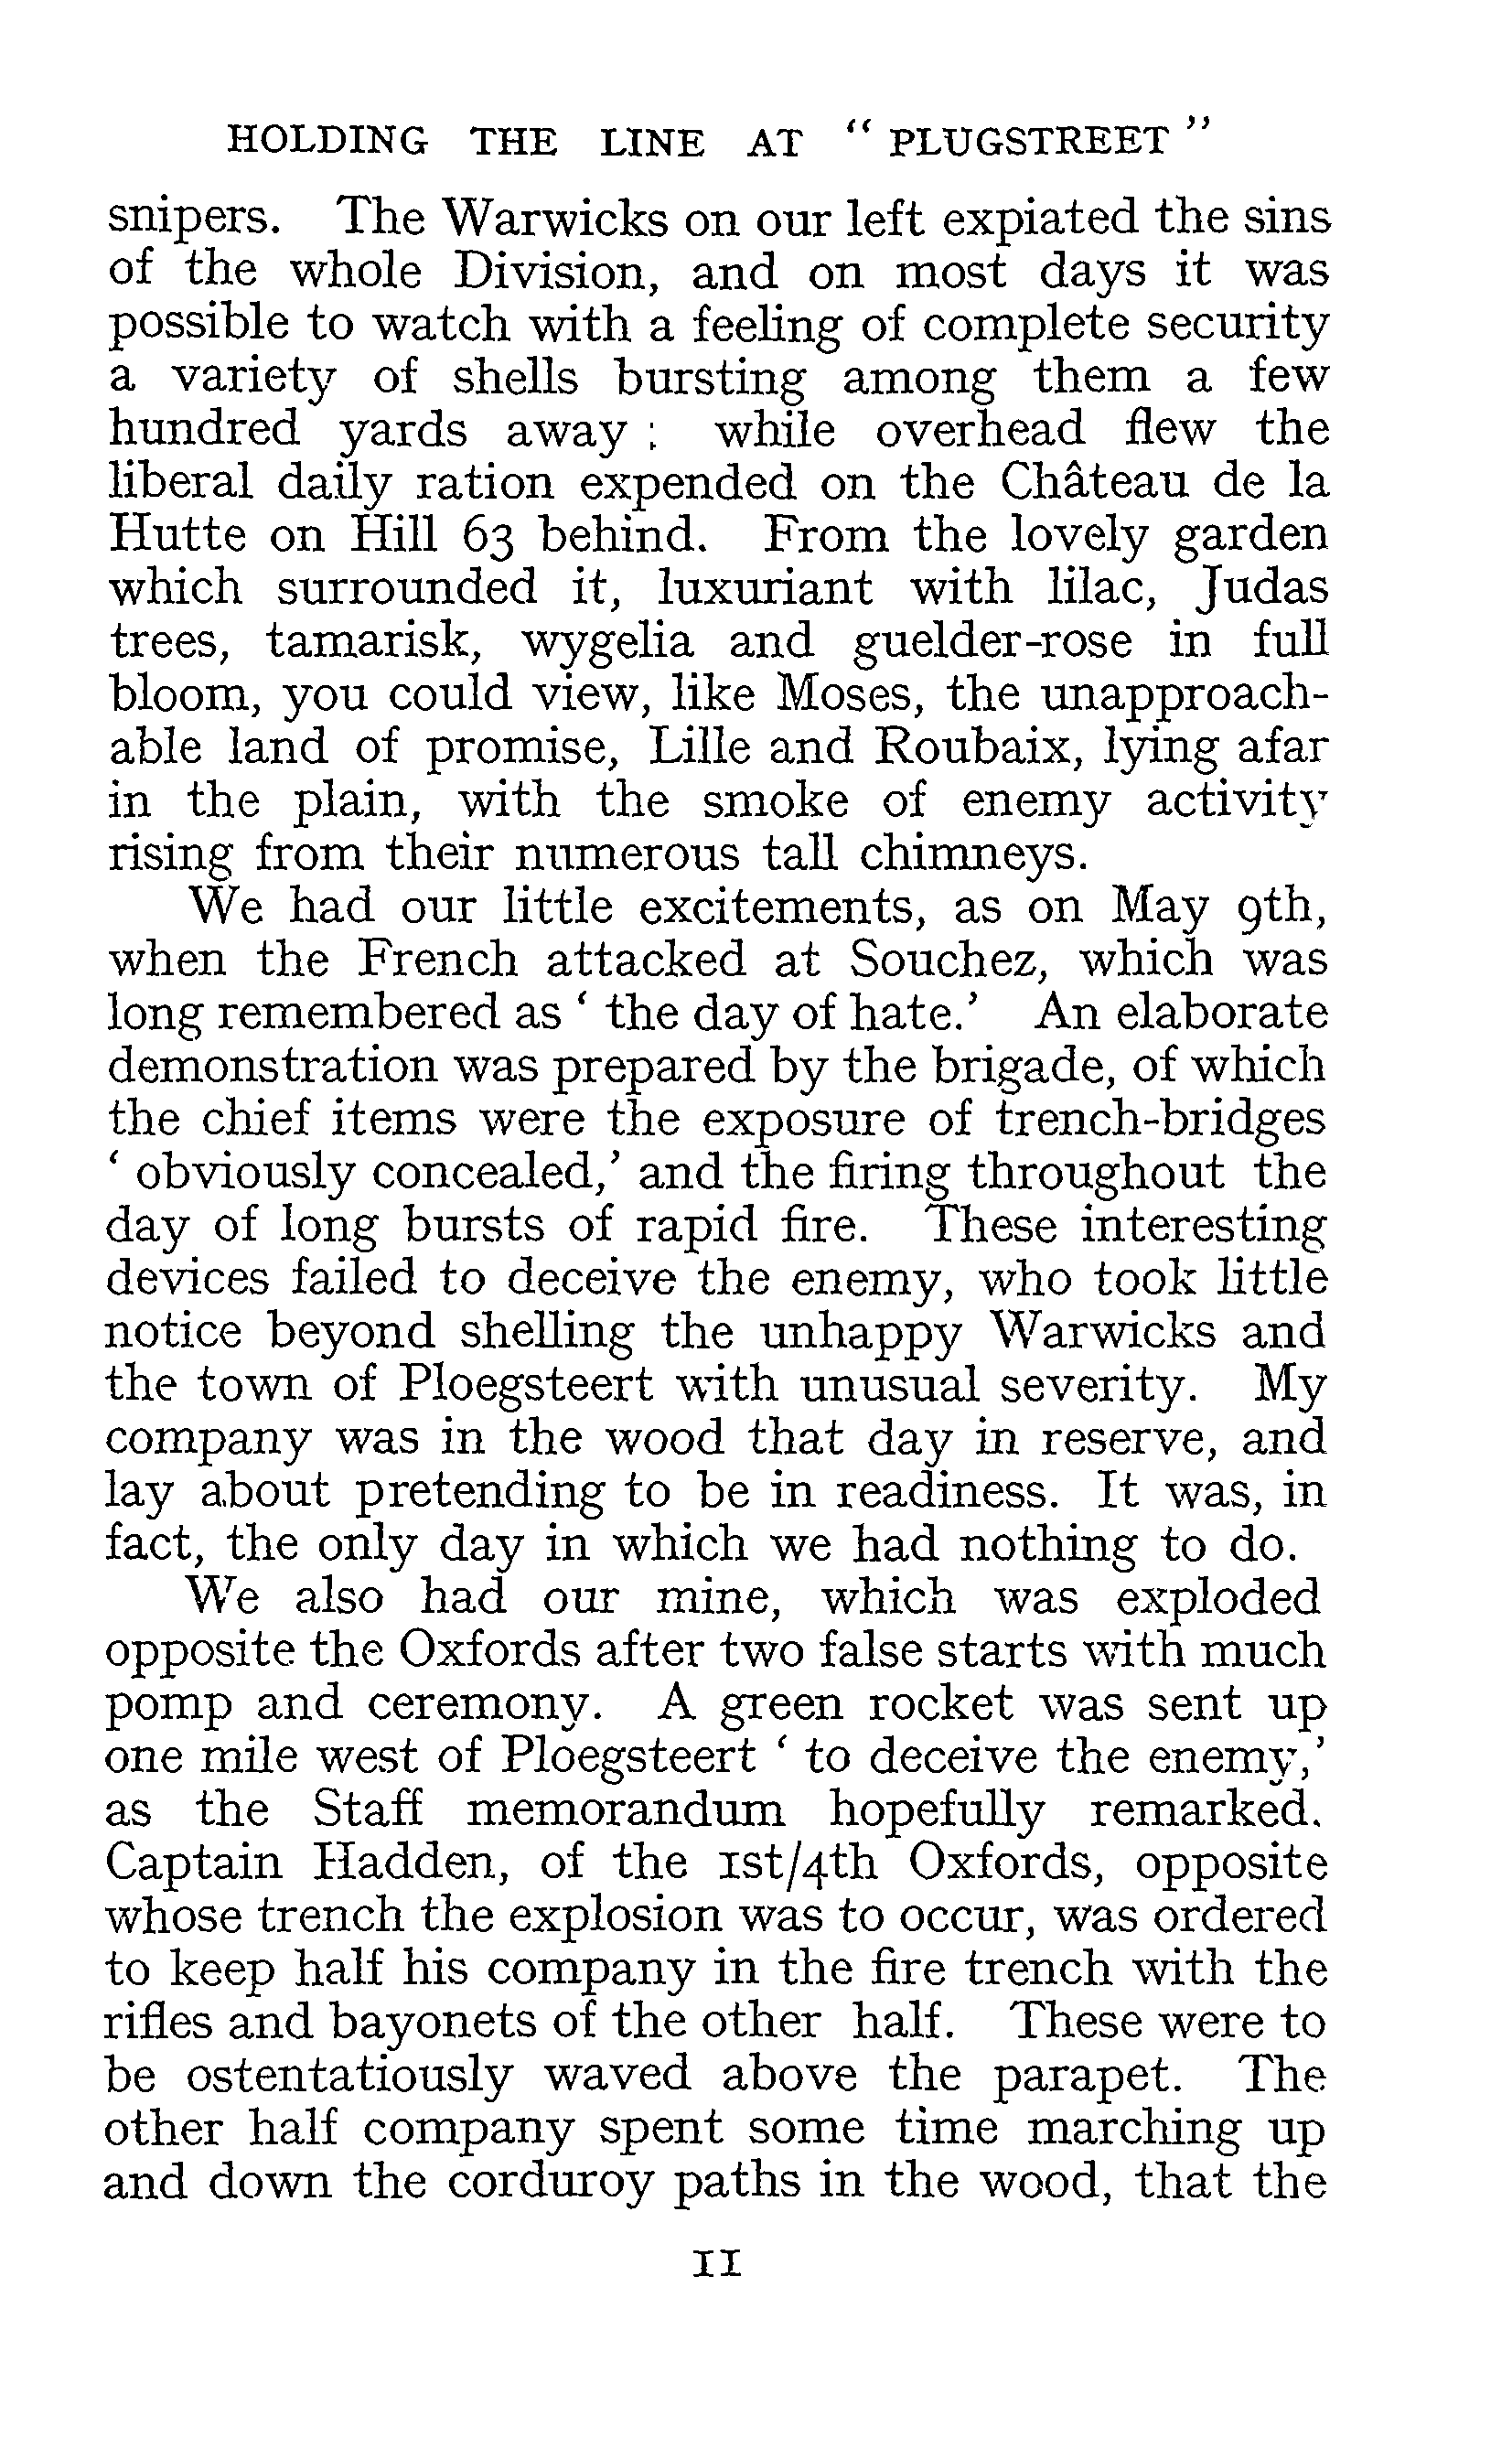 HOLDING THE LINE AT " PLUGSTREET "
snipers. The Warwicks on our left expiated the sins
of the whole Division, and on most days it was
possible to watch with a feeling of complete security
a variety of shells bursting among them a few
hundred yards away : while overhead flew the
liberal daily ration expended on the Château de la
Hutte on Hill 63 behind. From the lovely garden
which surrounded it, luxuriant with lilac, Judas
trees, tamarisk, wygelia and guelder-rose in full
bloom, you could view, like Moses, the unapproach-
able land of promise, Lille and Roubaix, lying afar
in the plain, with the smoke of enemy activity
rising from their numerous tall chimneys.
We had our little excitements, as on May 9th,
when the French attacked at Souchez, which was
long remembered as ‘ the day of hate.’ An elaborate
demonstration was prepared by the brigade, of which
the chief items were the exposure of trench-bridges
‘ obviously concealed,’ and the firing throughout the
day of long bursts of rapid fire. These interesting
devices failed to deceive the enemy, who took little
notice beyond shelling the unhappy Warwicks and
the town of Ploegsteert with unusual severity. My
company was in the wood that day in reserve, and
lay about pretending to be in readiness. It was, in
fact, the only day in which we had nothing to do.
We also had our mine, which was exploded
opposite the Oxfords after two false starts with much
pomp and ceremony. A green rocket was sent up
one mile west of Ploegsteert ‘ to deceive the enemy,’
as the Staff memorandum hopefully remarked.
Captain Hadden, of the 1st/4th Oxfords, opposite
whose trench the explosion was to occur, was ordered
to keep half his company in the fire trench with the
rifles and bayonets of the other half. These were to
be ostentatiously waved above the parapet. The
other half company spent some time marching up
and down the corduroy paths in the wood, that the
11